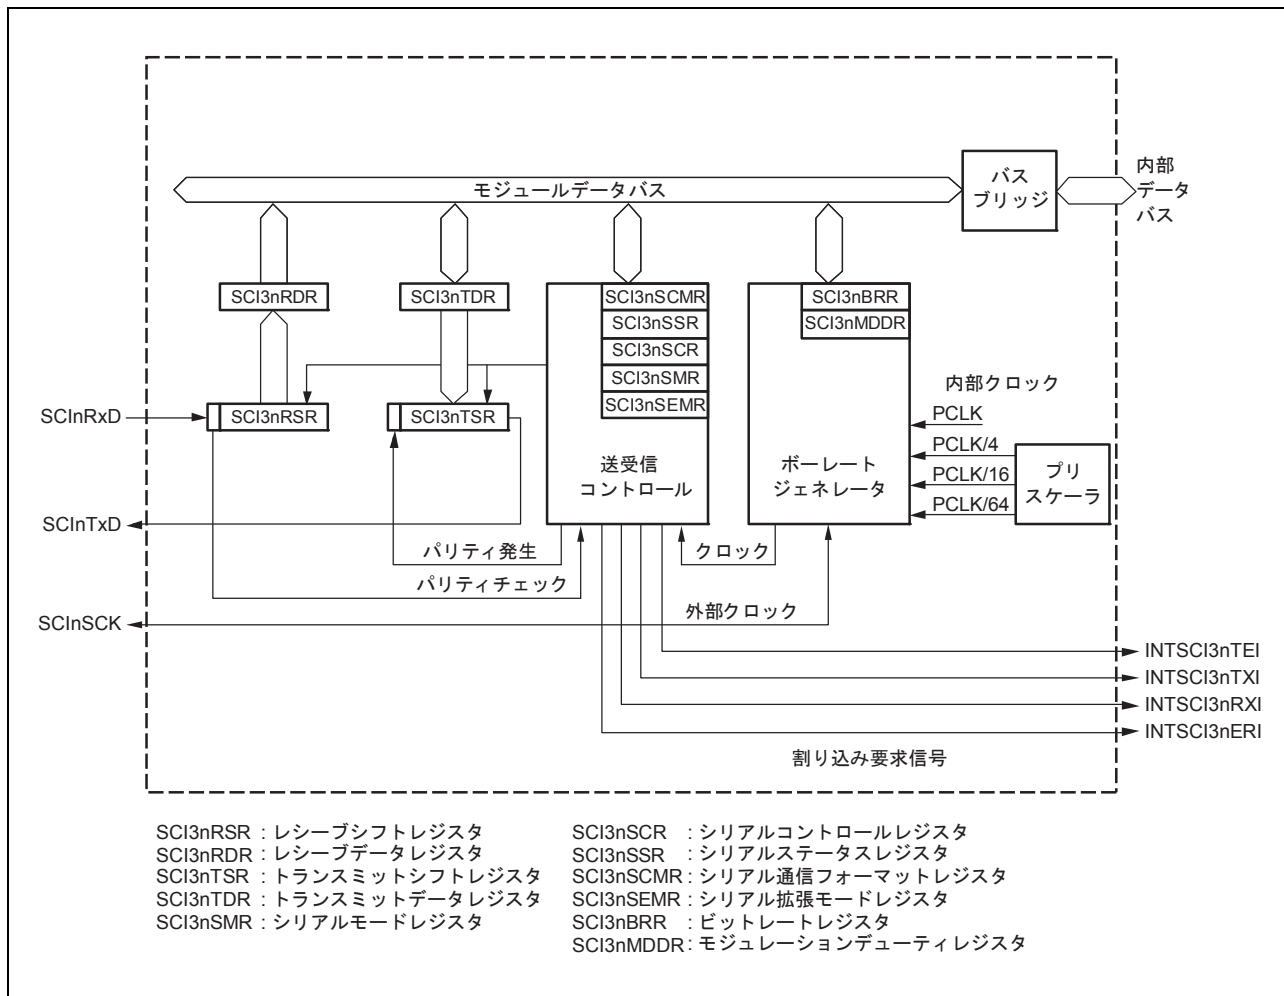 内部
データ
バス
バス
ブリッジ
モジュールデータバス
SCI3nRDR
SCI3nTDR
SCI3nSCMR
SCI3nSSR
SCI3nSCR
SCI3nSMR
SCI3nSEMR
SCI3nBRR
SCI3nMDDR
SCInRxD
SCI3nRSR
SCI3nTSR
送受信
コントロール
ボーレート
ジェネレータ
内部クロック
PCLK
PCLK/4
PCLK/16
PCLK/64
プリ
スケーラ
SCInTxD
パリティ発生
パリティチェック
クロック
SCInSCK
外部クロック
INTSCI3nTEI
INTSCI3nTXI
INTSCI3nRXI
INTSCI3nERI
割り込み要求信号
SCI3nRSR : レシーブシフトレジスタ
SCI3nRDR : レシーブデータレジスタ
SCI3nTSR : トランスミットシフトレジスタ
SCI3nTDR : トランスミットデータレジスタ
SCI3nSMR : シリアルモードレジスタ
SCI3nSCR : シリアルコントロールレジスタ
SCI3nSSR : シリアルステータスレジスタ
SCI3nSCMR : シリアル通信フォーマットレジスタ
SCI3nSEMR : シリアル拡張モードレジスタ
SCI3nBRR : ビットレートレジスタ
SCI3nMDDR : モジュレーションデューティレジスタ